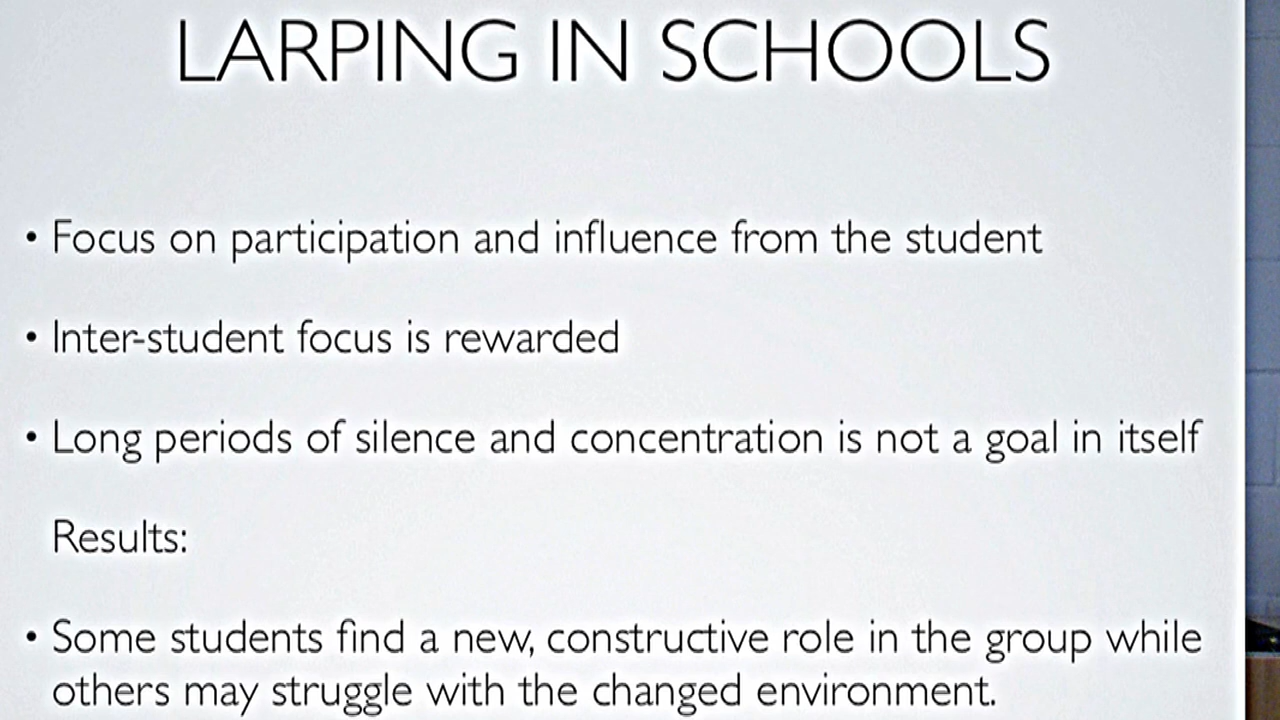 LARPING IN SCHOOLS
• Focus on participation and influence from the student
• Inter-student focus is rewarded
• Long periods of silence and concentration is not a goal in itself
Results:
• Some students find a new, constructive role in the group while
others may struggle with the changed environment.